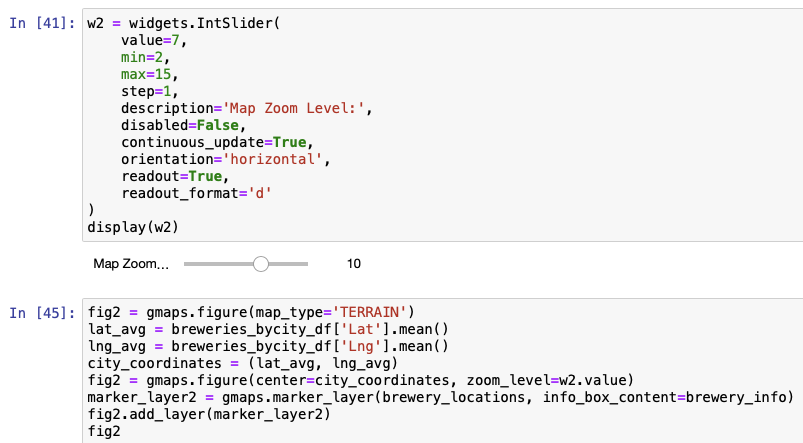 In [41]: w2 = widgets.IntSlider(
    value=7,
    min=2,
    max=15,
    step=1,
    description='Map Zoom Level:',
    disabled=False,
    continuous_update=True,
    orientation='horizontal',
    readout=True,
    readout_format='d'
)
display(w2)
Map Zoom... 10
In [45]: fig2 = gmaps.figure(map_type='TERRAIN')
lat_avg = breweries_bycity_df['Lat'].mean()
lng_avg = breweries_bycity_df['Lng'].mean()
city_coordinates = (lat_avg, lng_avg)
fig2 = gmaps.figure(center=city_coordinates, zoom_level=w2.value)
marker_layer2 = gmaps.marker_layer(brewery_locations, info_box_content=brewery_info)
fig2.add_layer(marker_layer2)
fig2